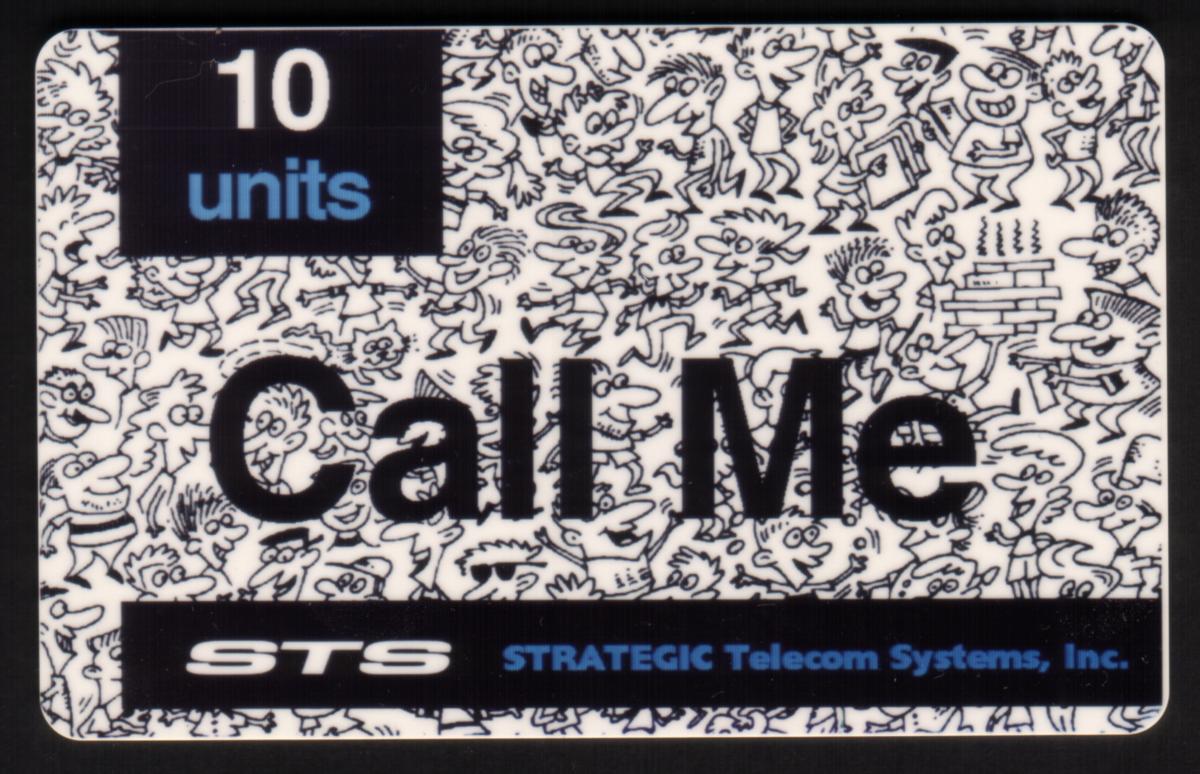 10
units
Call Me
STS STRATEGIC Telecom Systems, Inc.